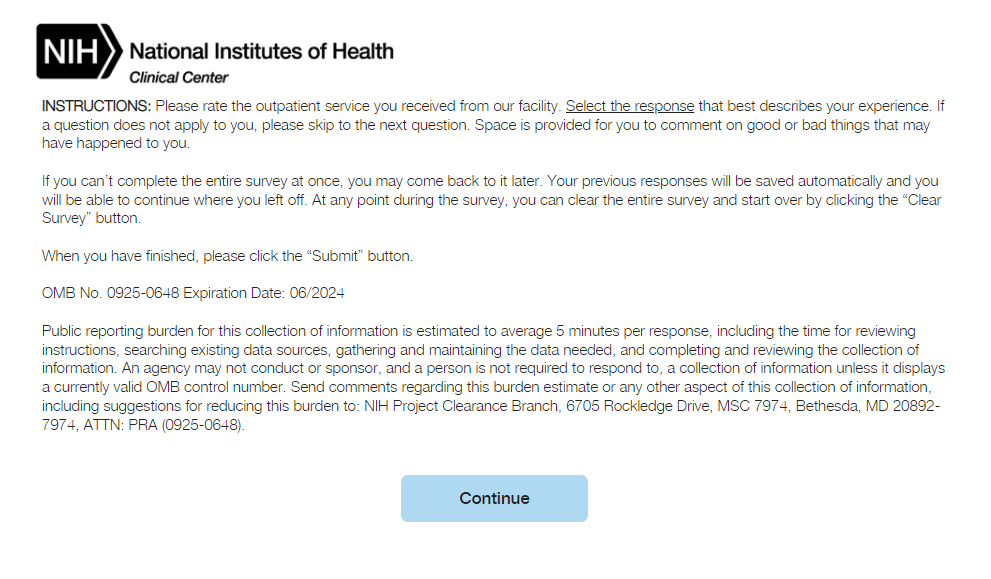 NIH National Institutes of Health
Clinical Center
INSTRUCTIONS: Please rate the outpatient service you received from our facility. Select the response that best describes your experience. If
a question does not apply to you, please skip to the next question. Space is provided for you to comment on good or bad things that may
have happened to you.
If you can’t complete the entire survey at once, you may come back to it later. Your previous responses will be saved automatically and you
will be able to continue where you left off. At any point during the survey, you can clear the entire survey and start over by clicking the “Clear
Survey” button.
When you have finished, please click the “Submit” button.
OMB No. 0925-0648 Expiration Date: 06/2024
Public reporting burden for this collection of information is estimated to average 5 minutes per response, including the time for reviewing
instructions, searching existing data sources, gathering and maintaining the data needed, and completing and reviewing the collection of
information. An agency may not conduct or sponsor, and a person is not required to respond to, a collection of information unless it displays
a currently valid OMB control number. Send comments regarding this burden estimate or any other aspect of this collection of information,
including suggestions for reducing this burden to: NIH Project Clearance Branch, 6705 Rockledge Drive, MSC 7974, Bethesda, MD 20892-
7974, ATTN: PRA (0925-0648).
Continue